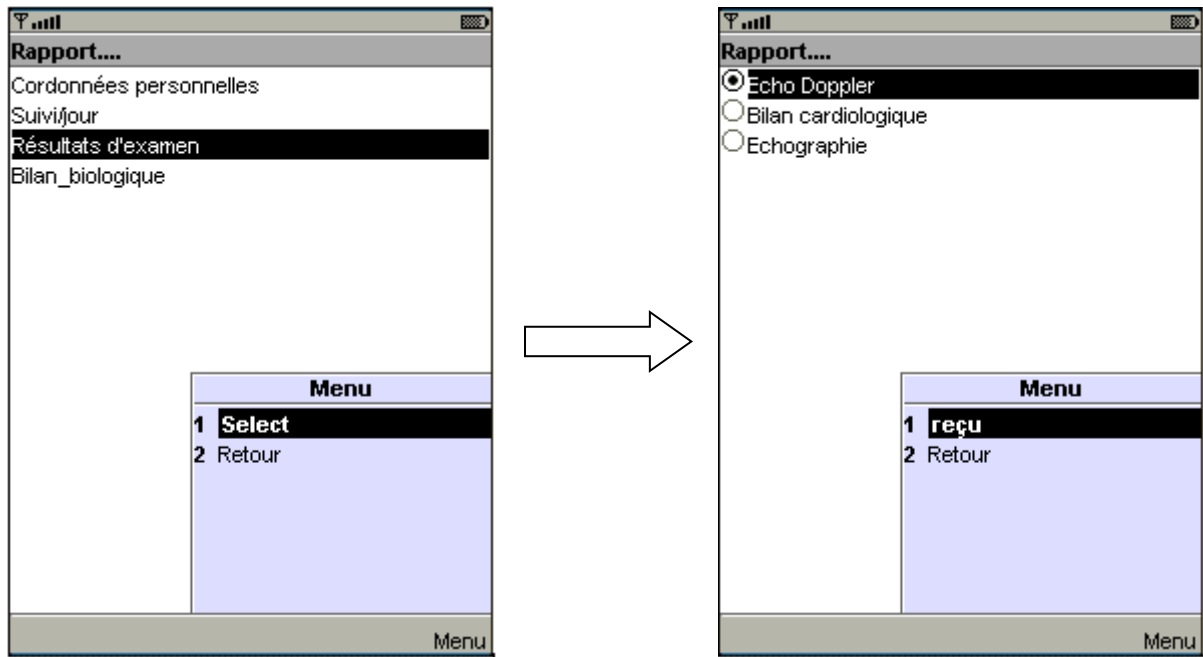 Rapport....
Cordonnées personnelles
Suivi/jour
Résultats d'examen
Bilan_biologique
Menu
1 Select
2 Retour
Menu
Rapport....
Echo Doppler
Bilan cardiologique
Echographie
Menu
1 reçu
2 Retour
Menu